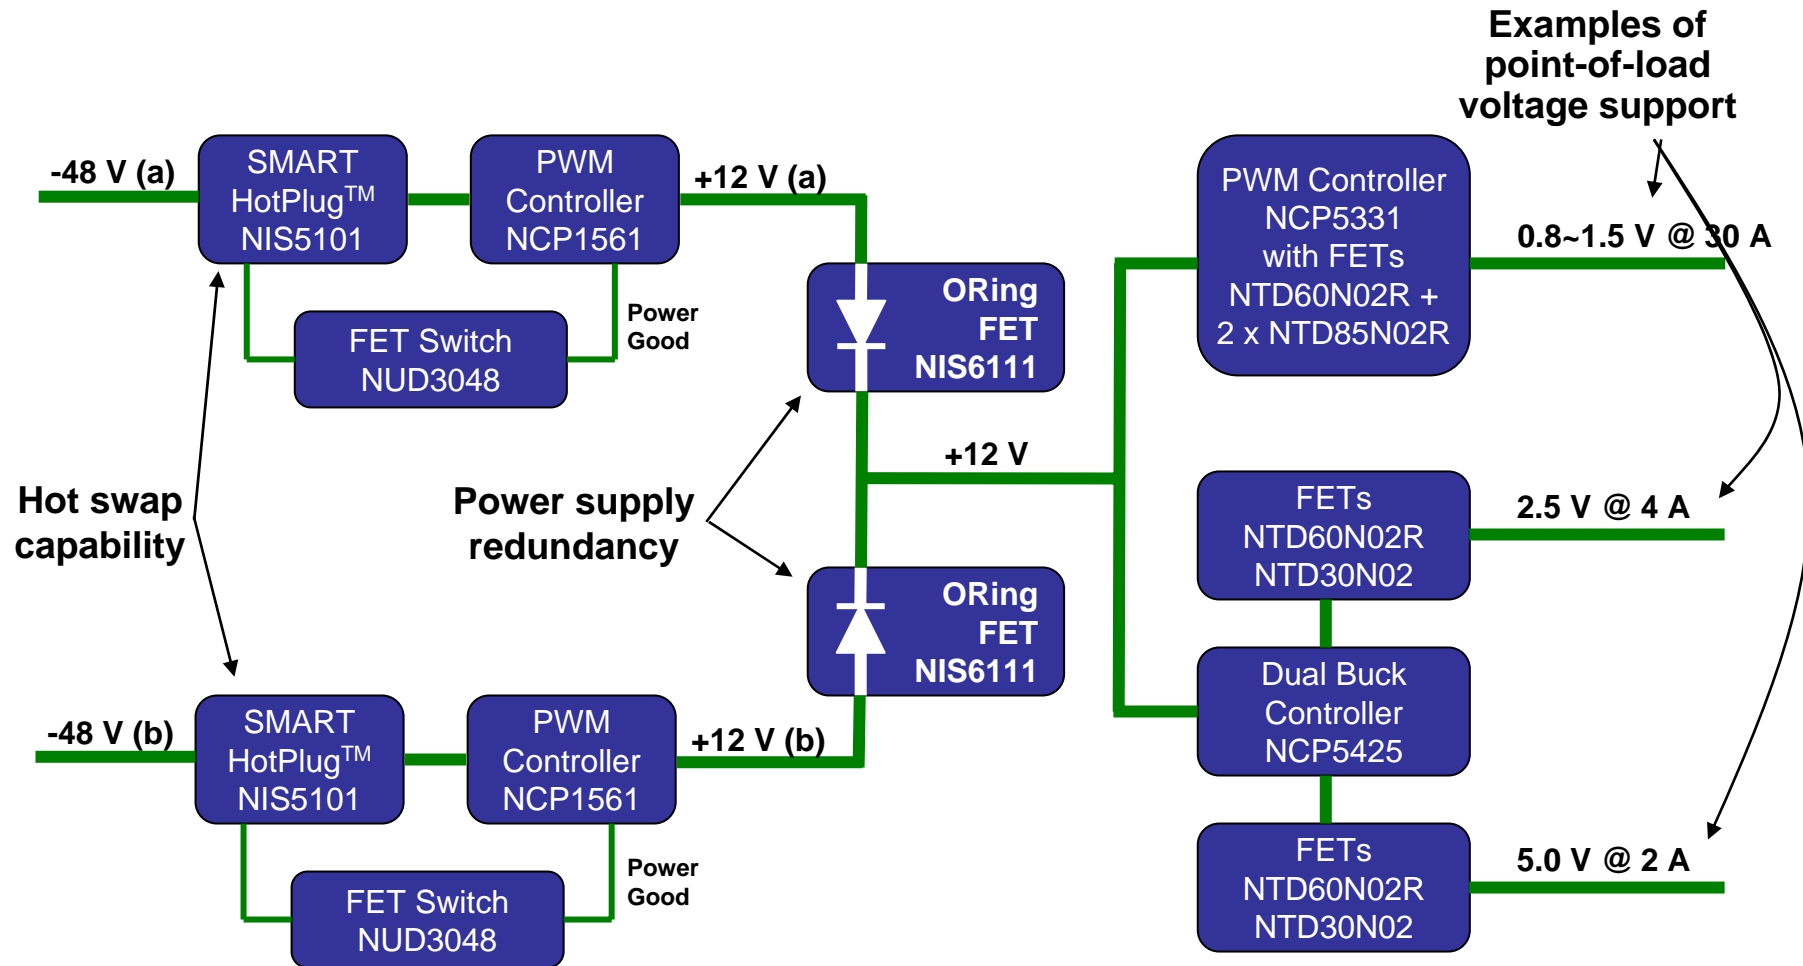 Examples of
point-of-load
voltage support
-48 V (a)
SMART
HotPlug™
NIS5101
PWM
Controller
NCP1561
+12 V (a)
FET Switch
NUD3048
Power
Good
ORing
FET
NIS6111
PWM Controller
NCP5331
with FETs
NTD60N02R +
2 x NTD85N02R
0.8~1.5 V @ 30 A
Hot swap
capability
Power supply
redundancy
+12 V
FETs
NTD60N02R
NTD30N02
2.5 V @ 4 A
ORing
FET
NIS6111
Dual Buck
Controller
NCP5425
-48 V (b)
SMART
HotPlug™
NIS5101
PWM
Controller
NCP1561
+12 V (b)
FET Switch
NUD3048
Power
Good
FETs
NTD60N02R
NTD30N02
5.0 V @ 2 A